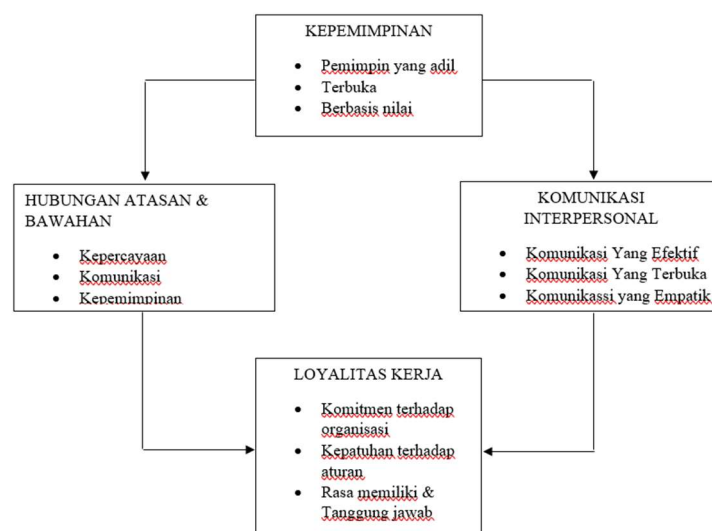 KEPEMIMPINAN
• Pemimpin yang adil
• Terbuka
• Berbasis nilai
HUBUNGAN ATASAN &
BAWAHAN
• Kepercayaan
• Komunikasi
• Kepemimpinan
KOMUNIKASI
INTERPERSONAL
• Komunikasi Yang Efektif
• Komunikasi Yang Terbuka
• Komunikassi yang Empatik
LOYALITAS KERJA
• Komitmen terhadap
organisasi
• Kepatuhan terhadap
aturan
• Rasa memiliki &
Tanggung jawab